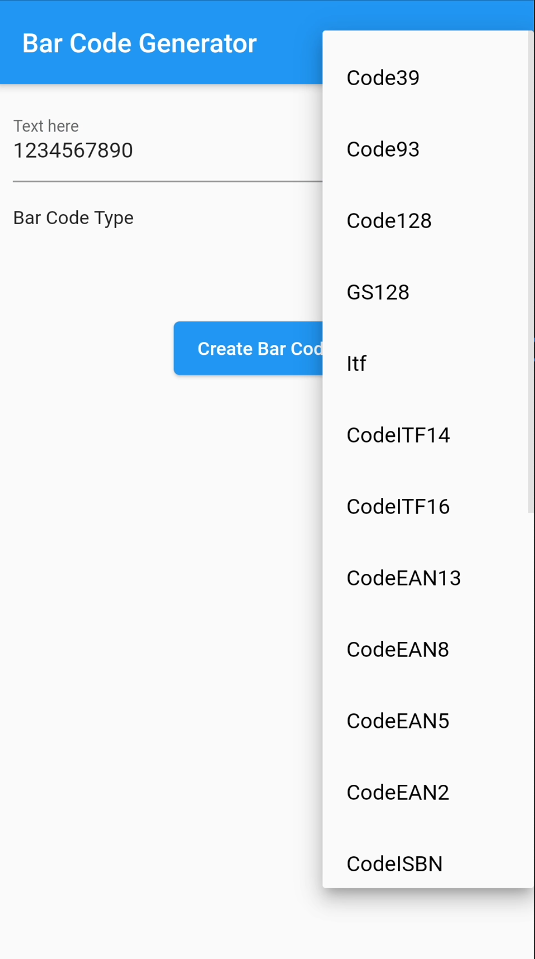 Bar Code Generator
Text here
1234567890
Bar Code Type
Create Bar Cod
Code39
Code93
Code128
GS128
Itf
CodeITF14
CodeITF16
CodeEAN13
CodeEAN8
CodeEAN5
CodeEAN2
CodeISBN